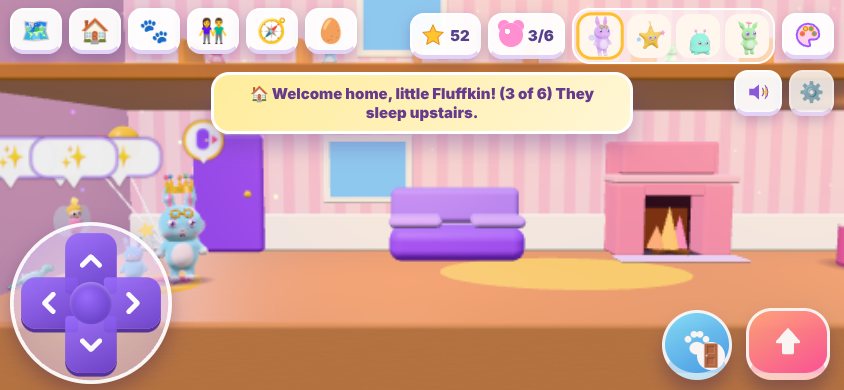 52
3/6
🏠 Welcome home, little Fluffkin! (3 of 6) They
sleep upstairs.